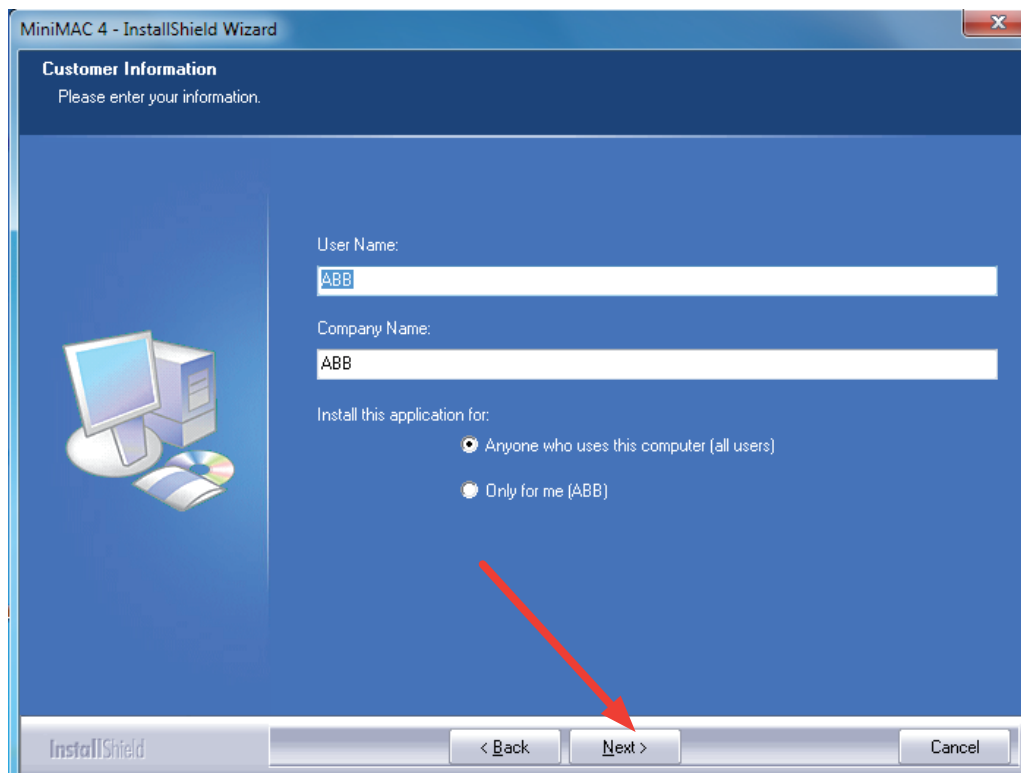 MiniMAC 4 - InstallShield Wizard
Customer Information
Please enter your information.
User Name:
ABB
Company Name:
ABB
Install this application for:
Anyone who uses this computer (all users)
Only for me (ABB)
InstallShield
< Back
Next >
Cancel